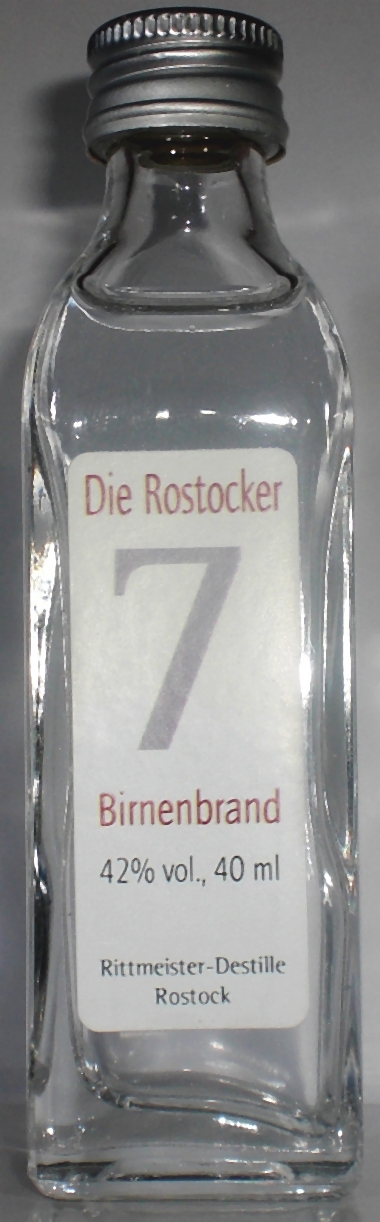 Die Rostocker
7
Birnenbrand
42% vol., 40 ml
Rittmeister-Destille
Rostock